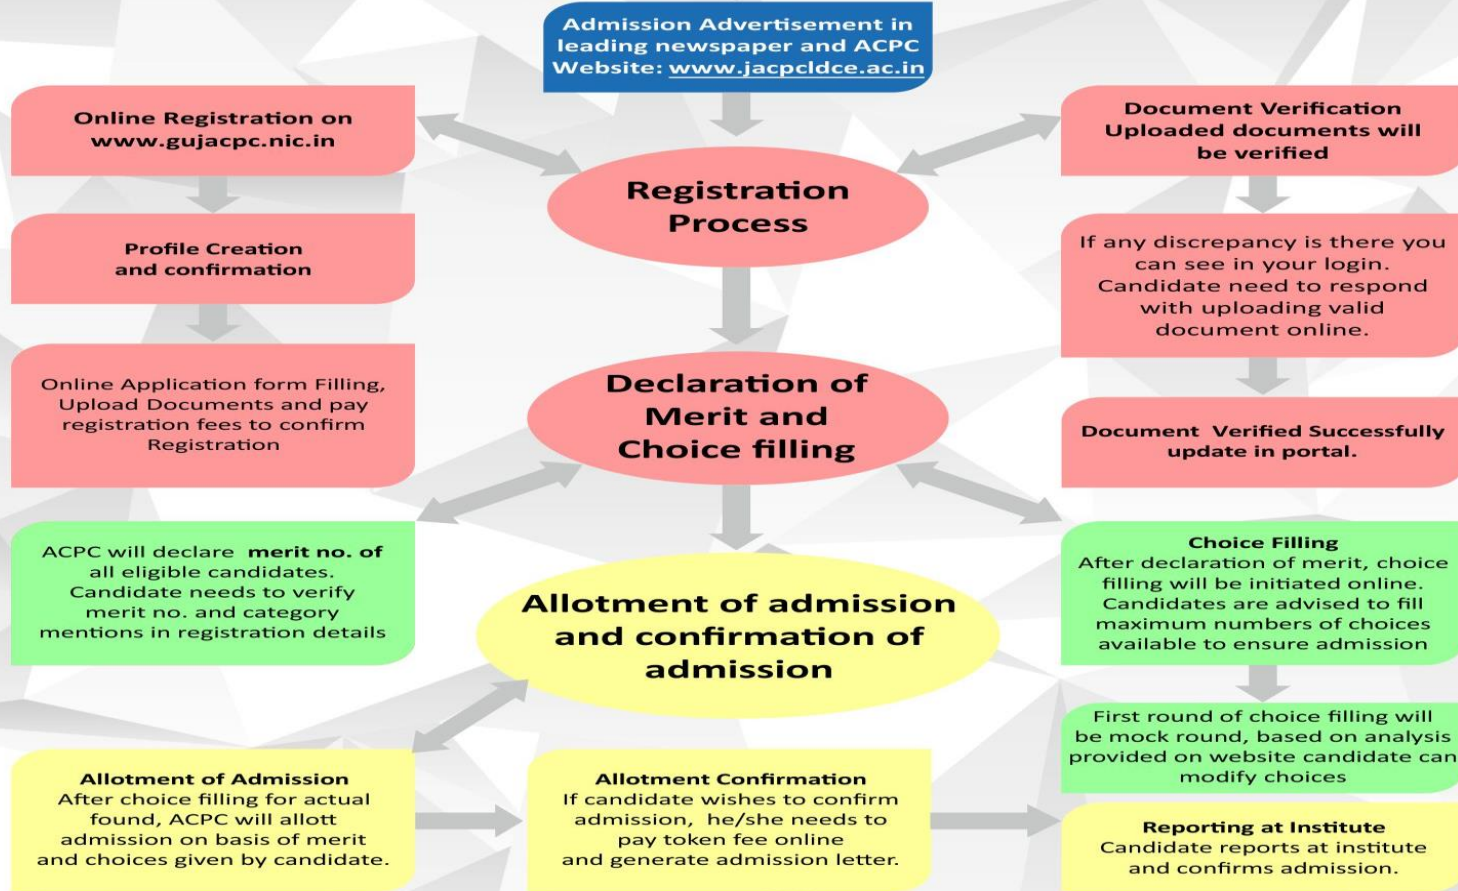 Admission Advertisement in
leading newspaper and ACPC
Website: www.jacpcldce.ac.in
Online Registration on
www.gujacpc.nic.in
Profile Creation
and confirmation
Online Application form Filling,
Upload Documents and pay
registration fees to confirm
Registration
Registration
Process
Document Verification
Uploaded documents will
be verified
If any discrepancy is there you
can see in your login.
Candidate need to respond
with uploading valid
document online.
Document Verified Successfully
update in portal.
Declaration of
Merit and
Choice filling
ACPC will declare merit no. of
all eligible candidates.
Candidate needs to verify
merit no. and category
mentions in registration details
Choice Filling
After declaration of merit, choice
filling will be initiated online.
Candidates are advised to fill
maximum numbers of choices
available to ensure admission
First round of choice filling will
be mock round, based on analysis
provided on website candidate can
modify choices
Allotment of admission
and confirmation of
admission
Allotment of Admission
After choice filling for actual
found, ACPC will allott
admission on basis of merit
and choices given by candidate.
Allotment Confirmation
If candidate wishes to confirm
admission, he/she needs to
pay token fee online
and generate admission letter.
Reporting at Institute
Candidate reports at institute
and confirms admission.